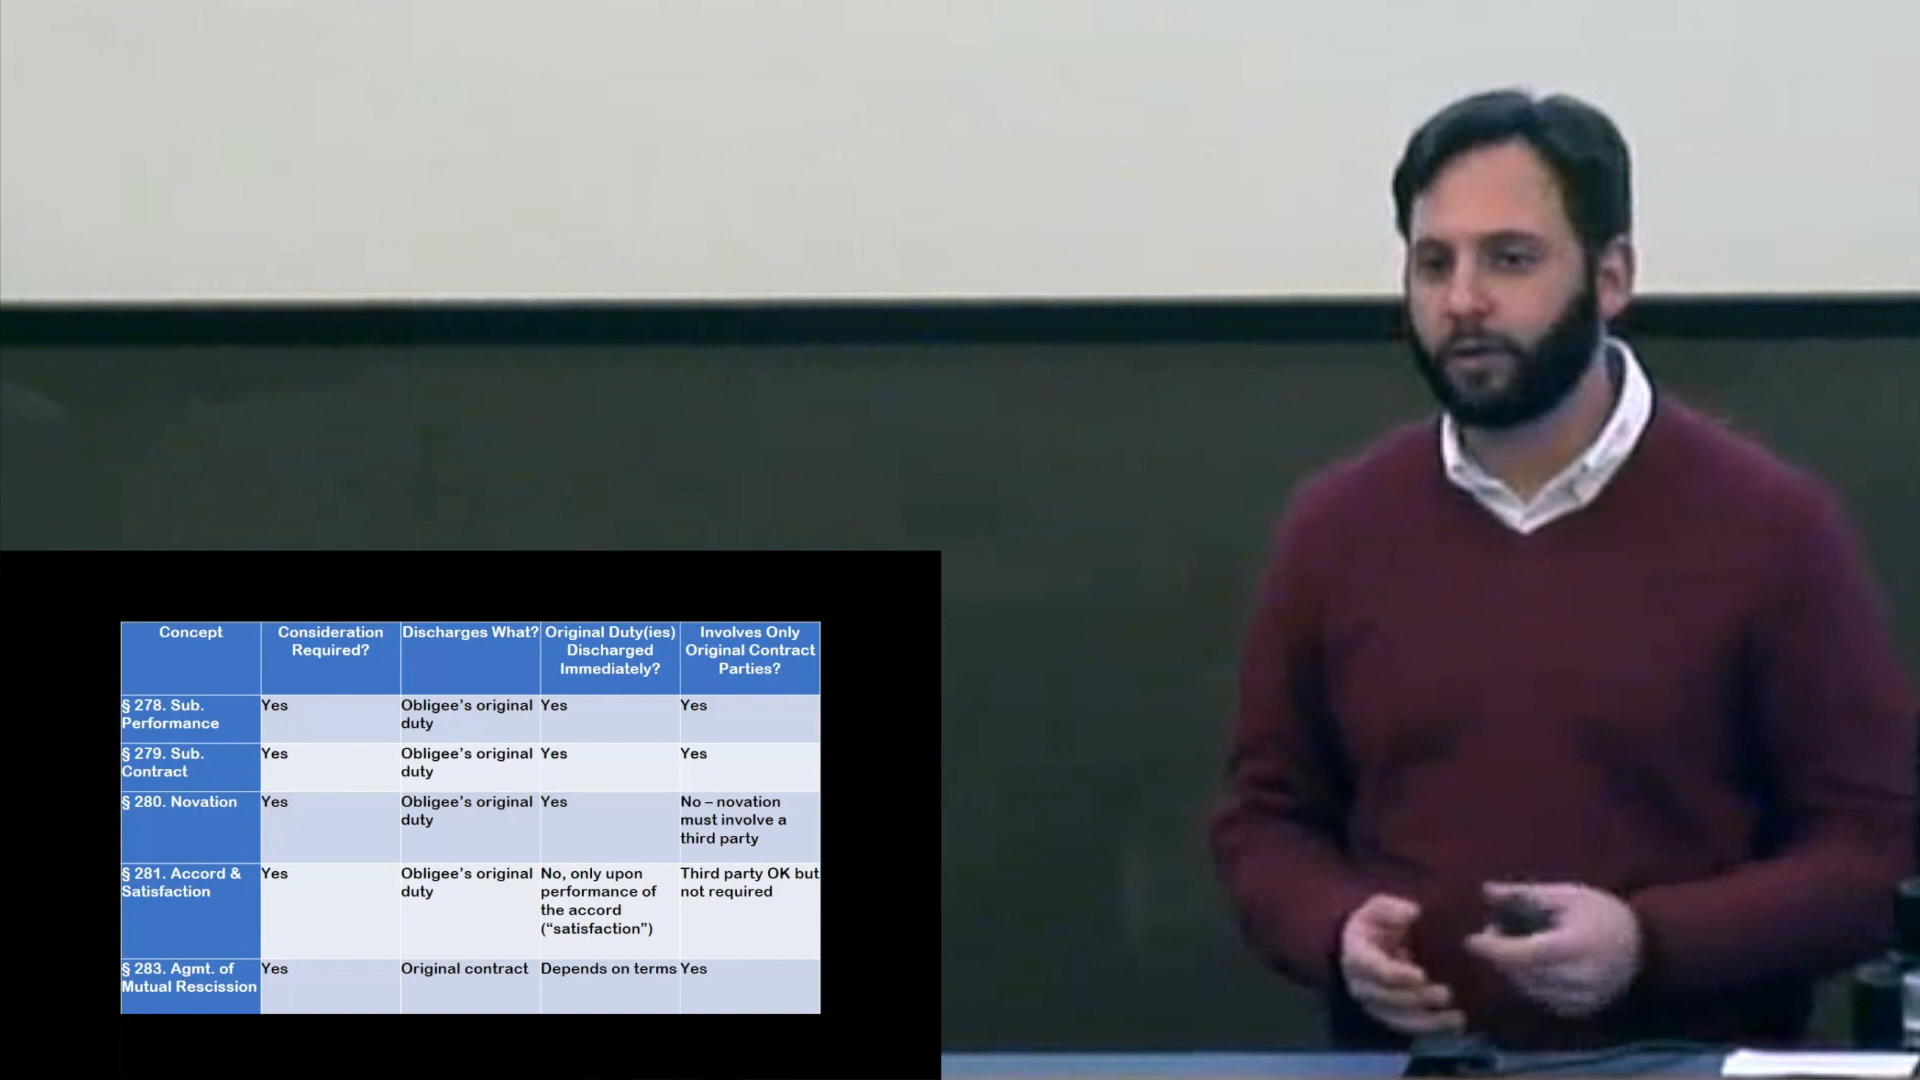 Concept
Consideration
Required?
Discharges What?
Original Duty(ies)
Discharged
Immediately?
Involves Only
Original Contract
Parties?
§ 278. Sub.
Performance
Yes
Obligee’s original
duty
Yes
Yes
§ 279. Sub.
Contract
Yes
Obligee’s original
duty
Yes
Yes
§ 280. Novation
Yes
Obligee’s original
duty
Yes
No – novation
must involve a
third party
§ 281. Accord &
Satisfaction
Yes
Obligee’s original
duty
No, only upon
performance of
the accord
(“satisfaction”)
Third party OK but
not required
§ 283. Agmt. of
Mutual Rescission
Yes
Original contract
Depends on terms
Yes